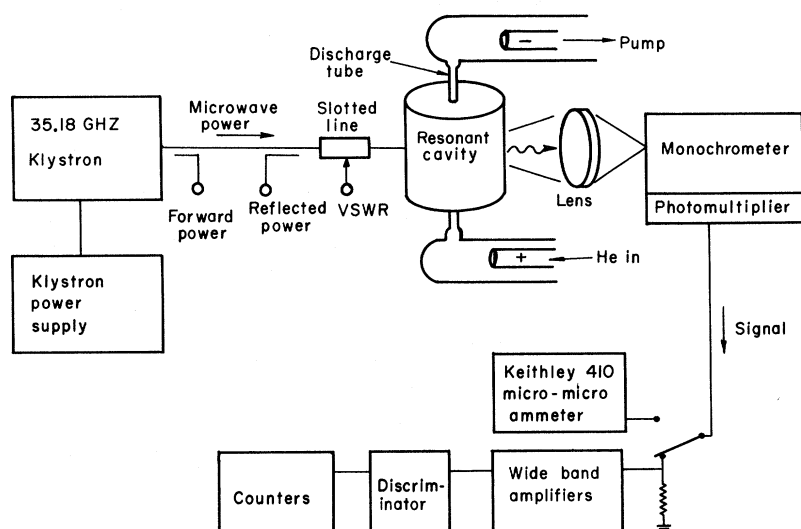 Pump
−
Discharge
tube
35.18 GHZ
Klystron
Microwave
power
Slotted
line
Resonant
cavity
Monochrometer
Photomultiplier
Lens
Forward
power
Reflected
power
VSWR
+
He in
Klystron
power
supply
Signal
Keithley 410
micro-micro
ammeter
Counters
Discrim-
inator
Wide band
amplifiers